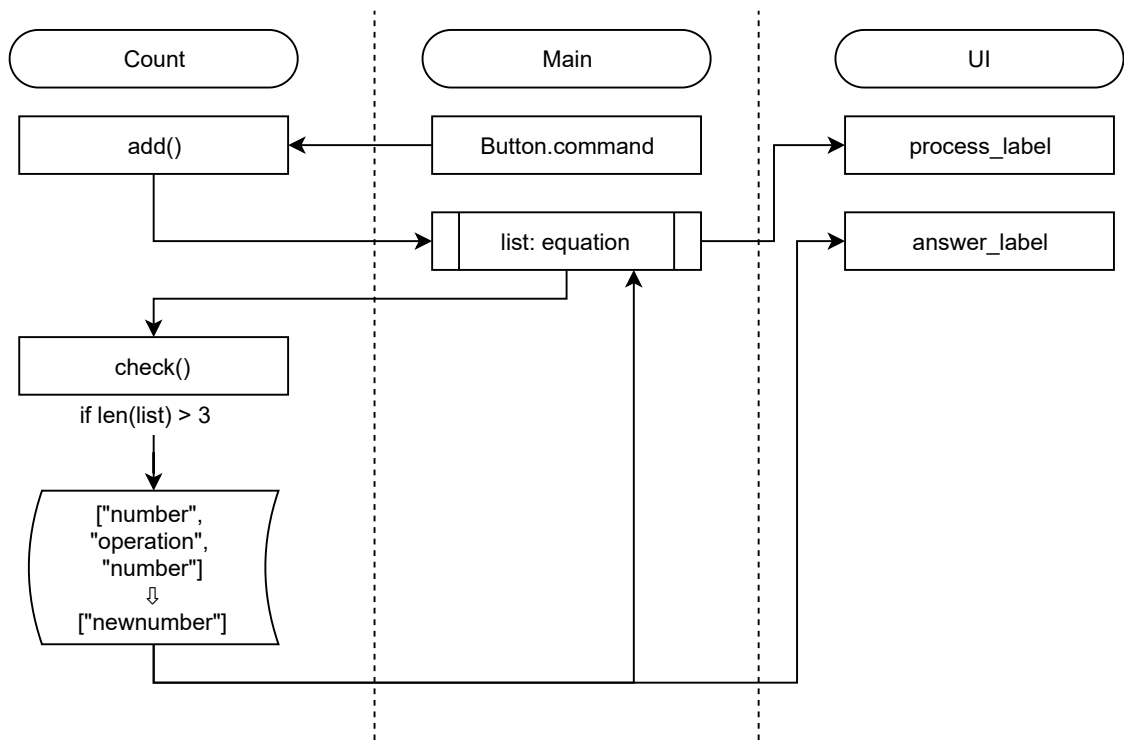 Count
Main
UI
add()
Button.command
process_label
list: equation
answer_label
check()
if len(list) > 3
["number",
"operation",
"number"]
⇩
["newnumber"]